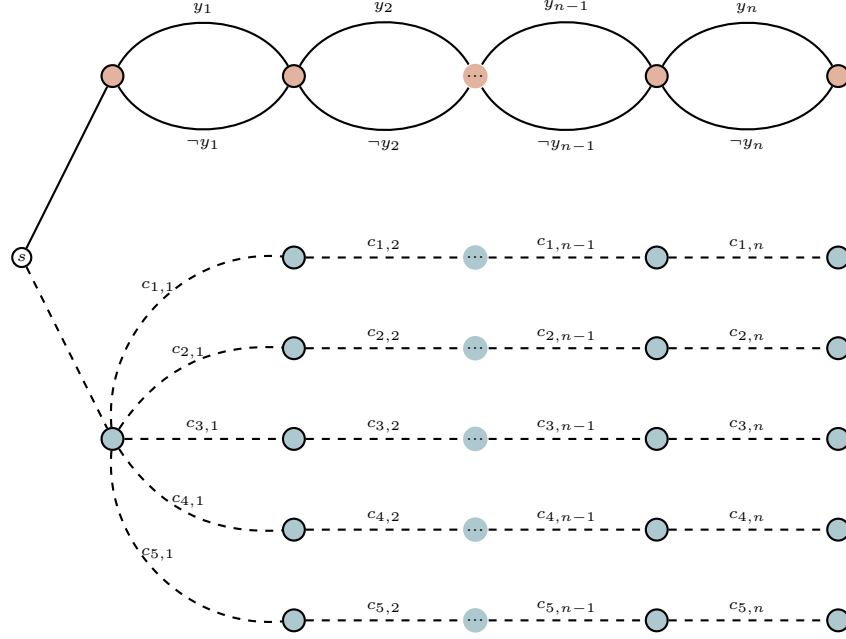 y₁ y₂ yₙ₋₁ yₙ
...
¬y₁ ¬y₂ ¬yₙ₋₁ ¬yₙ
s
c₁,₂ ... c₁,ₙ₋₁ c₁,ₙ
c₁,₁
c₂,₂ ... c₂,ₙ₋₁ c₂,ₙ
c₂,₁
c₃,₁ c₃,₂ ... c₃,ₙ₋₁ c₃,ₙ
c₄,₁
c₄,₂ ... c₄,ₙ₋₁ c₄,ₙ
c₅,₁
c₅,₂ ... c₅,ₙ₋₁ c₅,ₙ